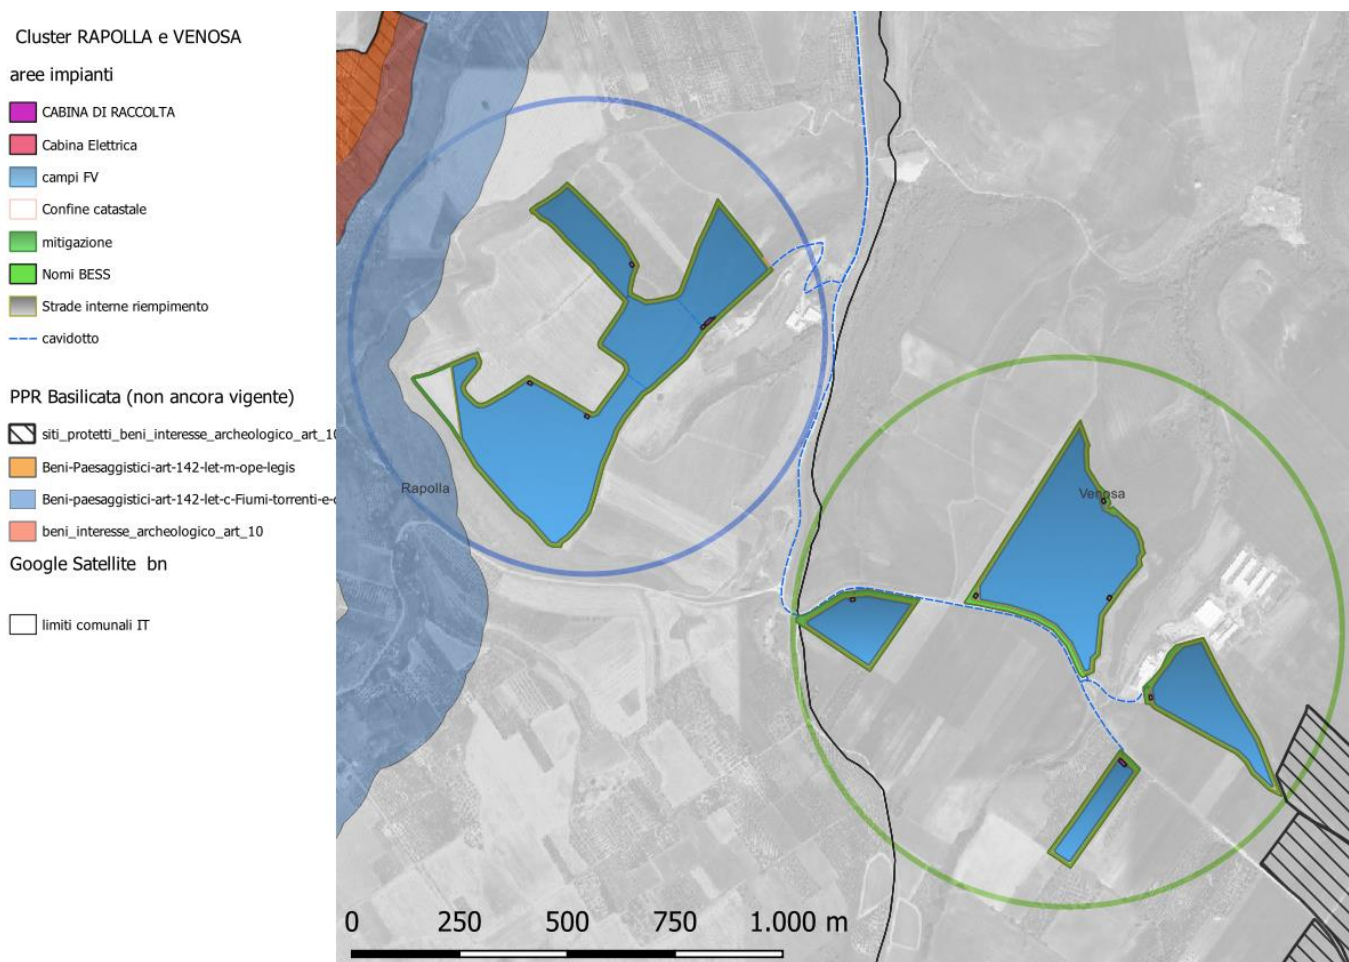 Cluster RAPOLLA e VENOSA
aree impianti
CABINA DI RACCOLTA
Cabina Elettrica
campi FV
Confine catastale
mitigazione
Nomi BESS
Strade interne riempimento
cavidotto
PPR Basilicata (non ancora vigente)
siti_protetti_beni_interesse_archeologico_art_10
Beni-Paesaggistici-art-142-let-m-ope-legis
Beni-paesaggistici-art-142-let-c-Fiumi-torrenti-e-c
beni_interesse_archeologico_art_10
Google Satellite bn
limiti comunali IT
Rapolla
Venosa
0 250 500 750 1.000 m